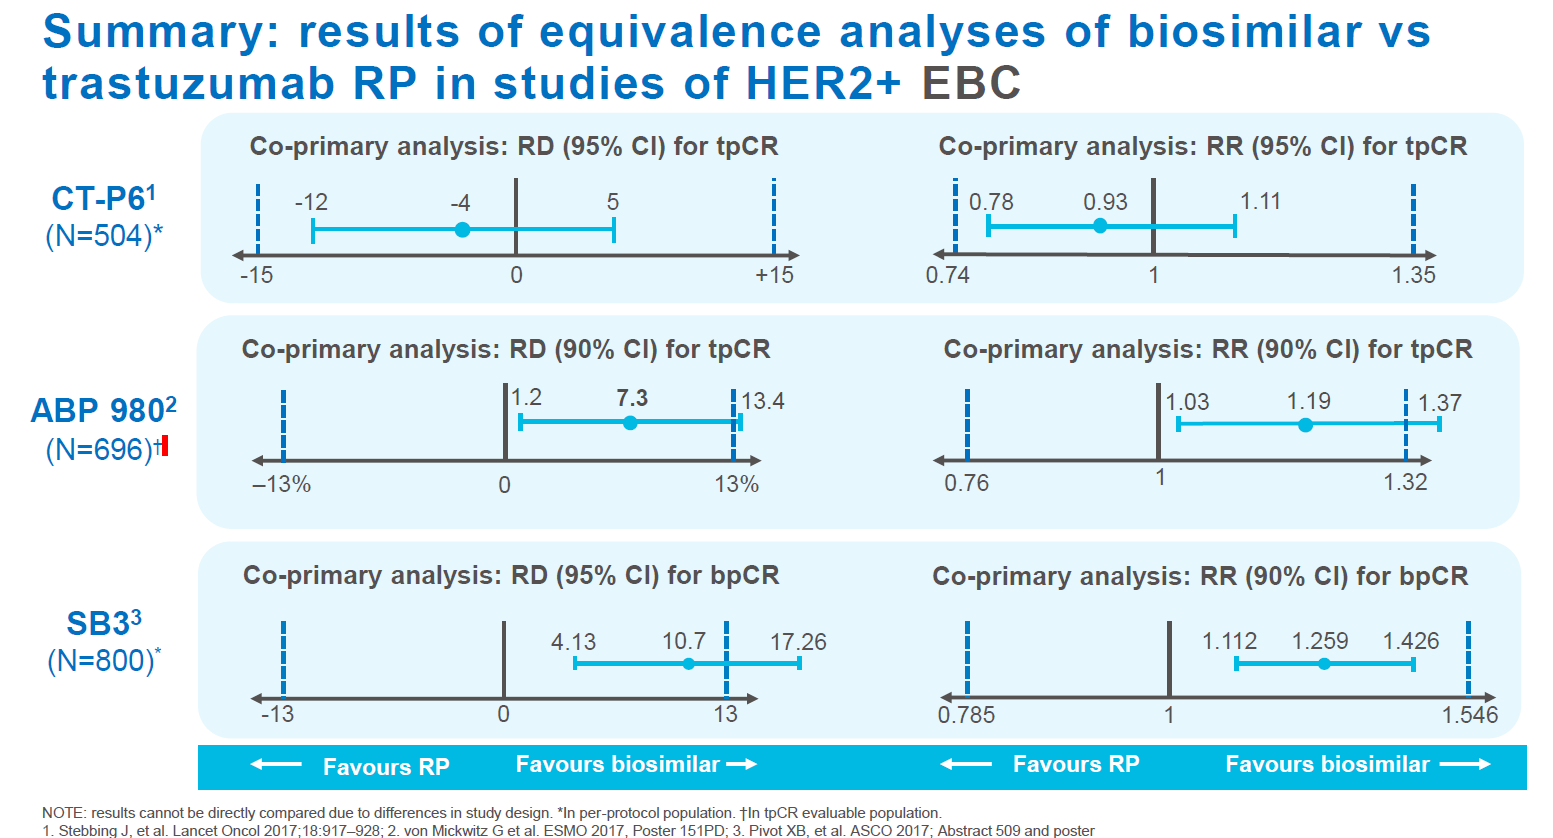 Summary: results of equivalence analyses of biosimilar vs
trastuzumab RP in studies of HER2+ EBC
CT-P6¹
(N=504)*
Co-primary analysis: RD (95% CI) for tpCR
-12 -4 5
-15 0 +15
Co-primary analysis: RR (95% CI) for tpCR
0.78 0.93 1.11
0.74 1 1.35
ABP 980²
(N=696)†
Co-primary analysis: RD (90% CI) for tpCR
1.2 7.3 13.4
–13% 0 13%
Co-primary analysis: RR (90% CI) for tpCR
1.03 1.19 1.37
0.76 1 1.32
SB3³
(N=800)*
Co-primary analysis: RD (95% CI) for bpCR
4.13 10.7 17.26
-13 0 13
Co-primary analysis: RR (90% CI) for bpCR
1.112 1.259 1.426
0.785 1 1.546
Favours RP Favours biosimilar Favours RP Favours biosimilar
NOTE: results cannot be directly compared due to differences in study design. *In per-protocol population. †In tpCR evaluable population.
1. Stebbing J, et al. Lancet Oncol 2017;18:917–928; 2. von Mickwitz G et al. ESMO 2017, Poster 151PD; 3. Pivot XB, et al. ASCO 2017; Abstract 509 and poster